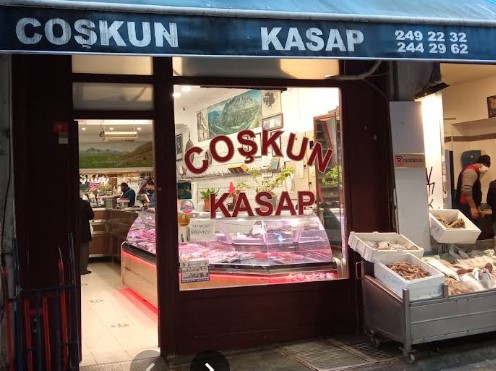 COŞKUN KASAP 249 22 32
244 29 62
COŞKUN
KASAP